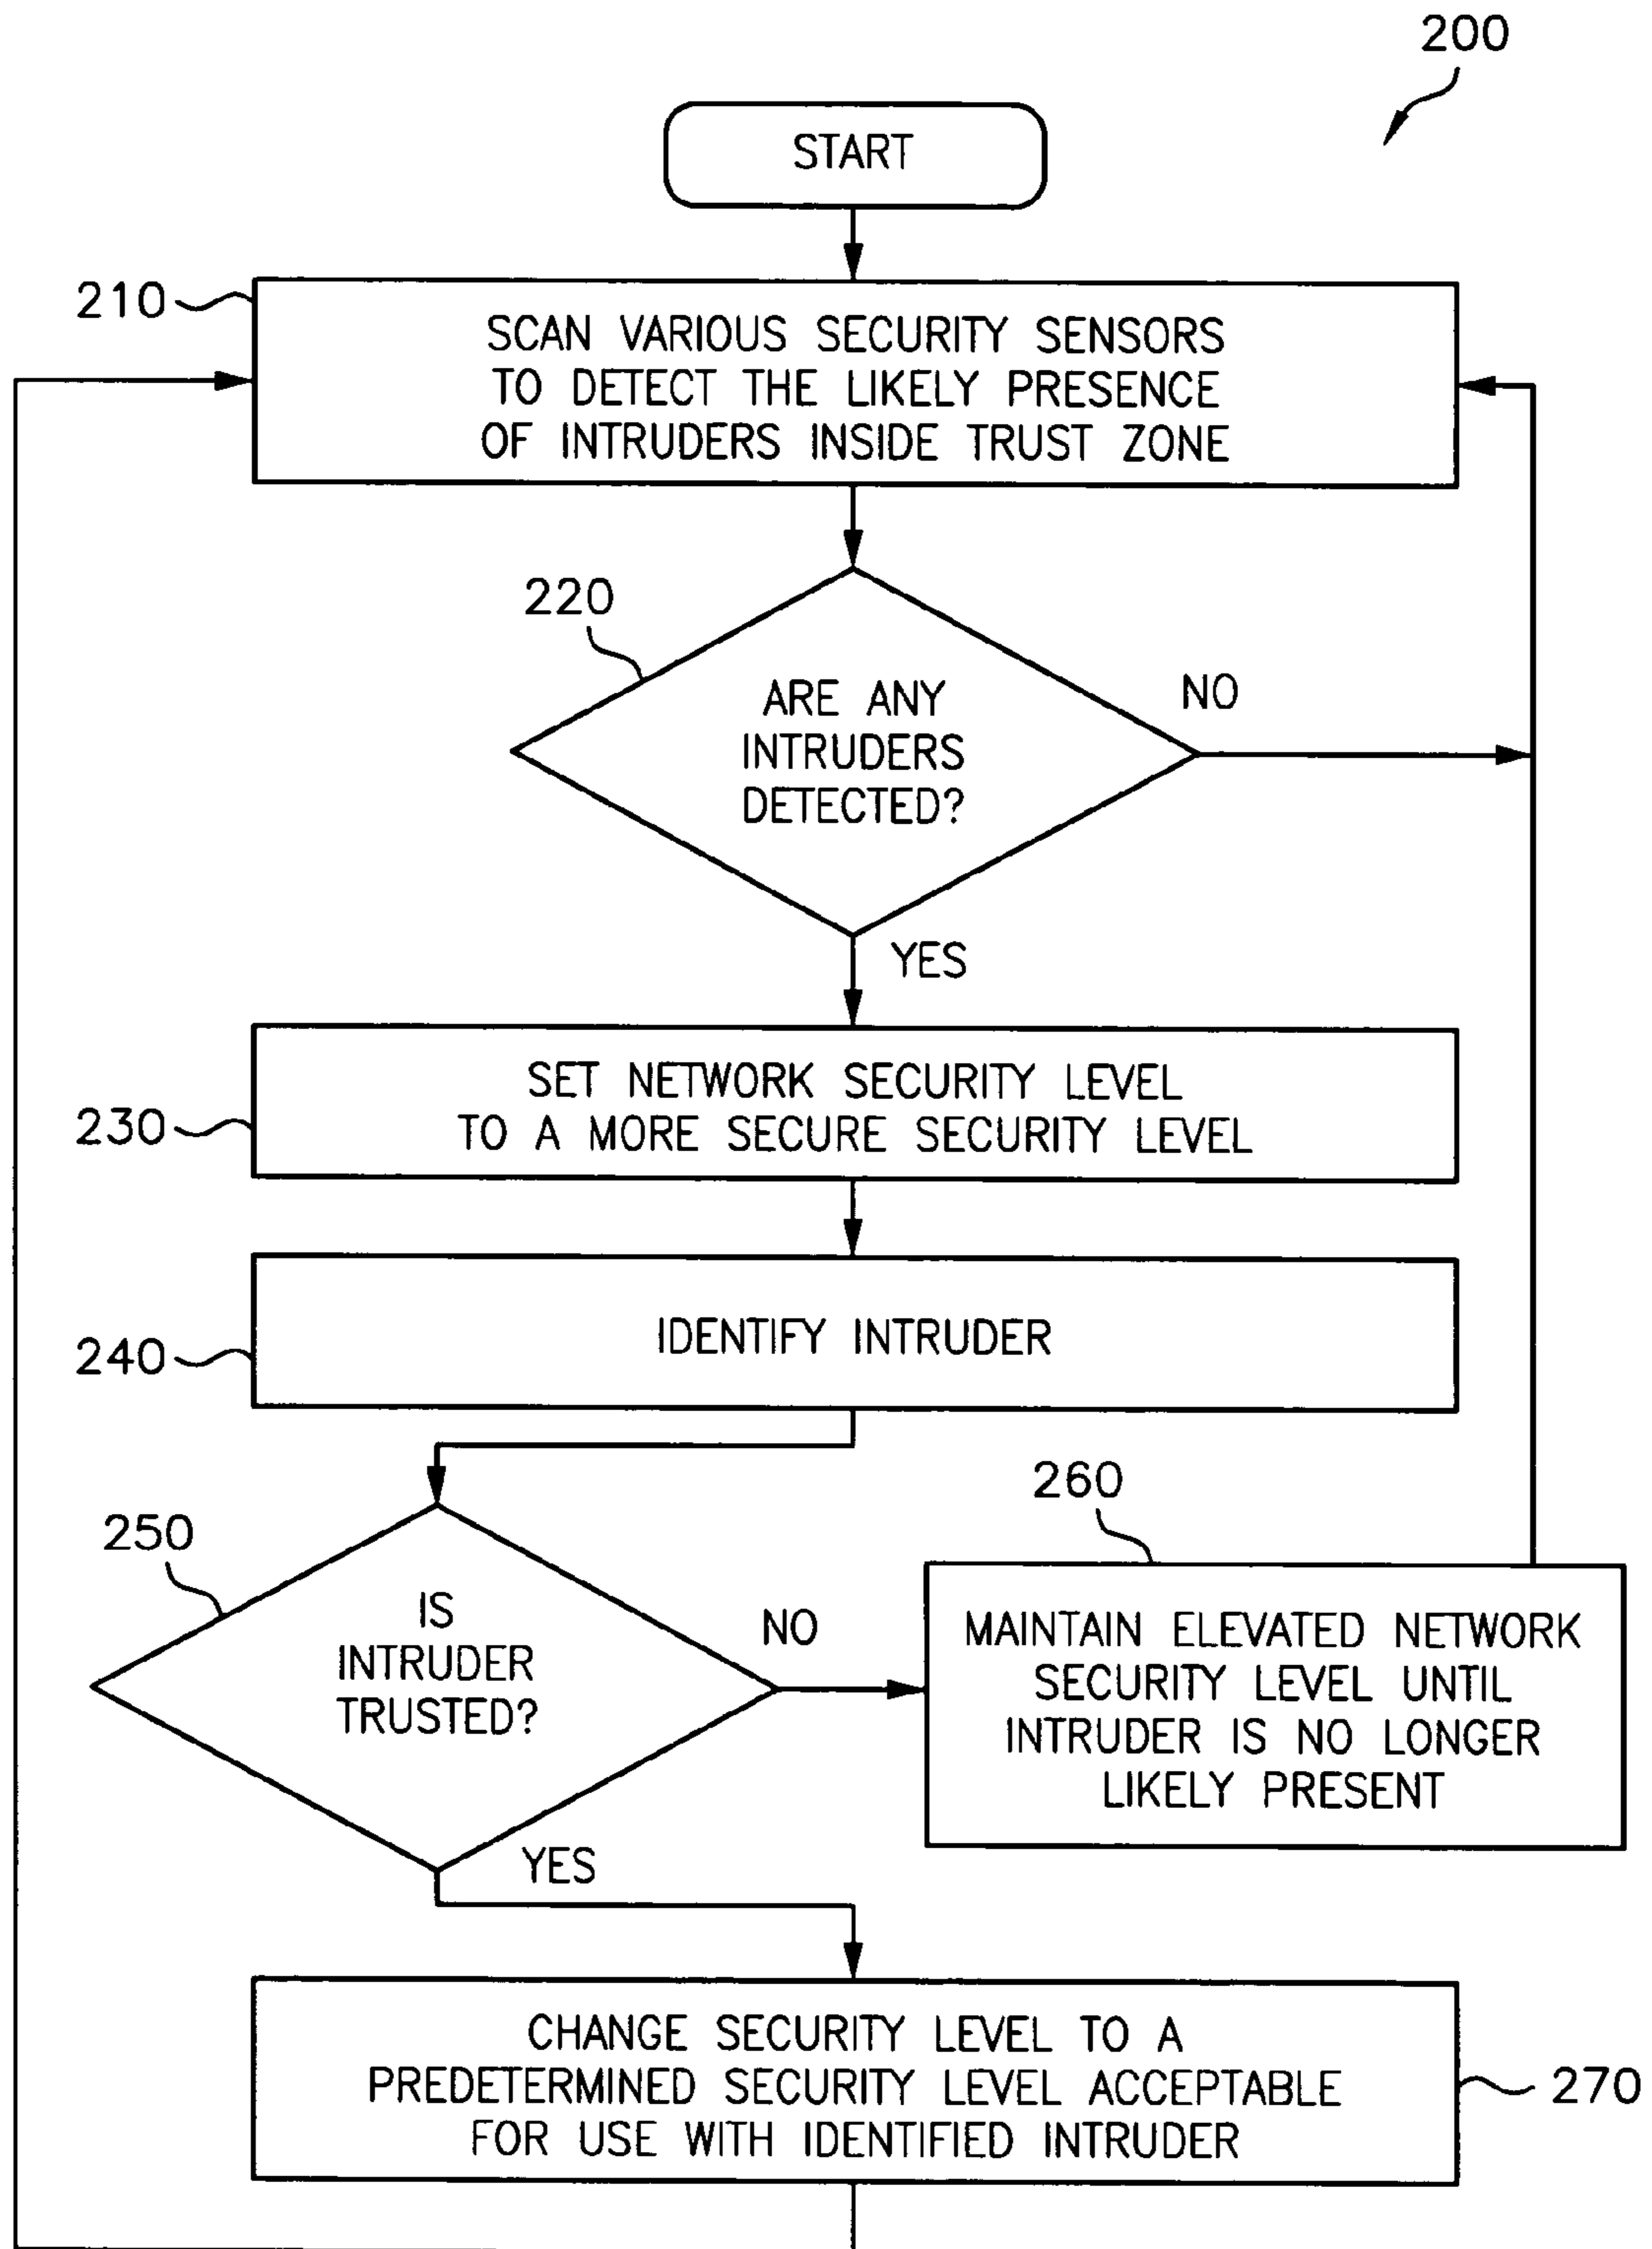 200
START
210
SCAN VARIOUS SECURITY SENSORS
TO DETECT THE LIKELY PRESENCE
OF INTRUDERS INSIDE TRUST ZONE
220
ARE ANY
INTRUDERS
DETECTED?
NO
YES
230
SET NETWORK SECURITY LEVEL
TO A MORE SECURE SECURITY LEVEL
240
IDENTIFY INTRUDER
250
IS
INTRUDER
TRUSTED?
NO
260
MAINTAIN ELEVATED NETWORK
SECURITY LEVEL UNTIL
INTRUDER IS NO LONGER
LIKELY PRESENT
YES
CHANGE SECURITY LEVEL TO A
PREDETERMINED SECURITY LEVEL ACCEPTABLE
FOR USE WITH IDENTIFIED INTRUDER
270